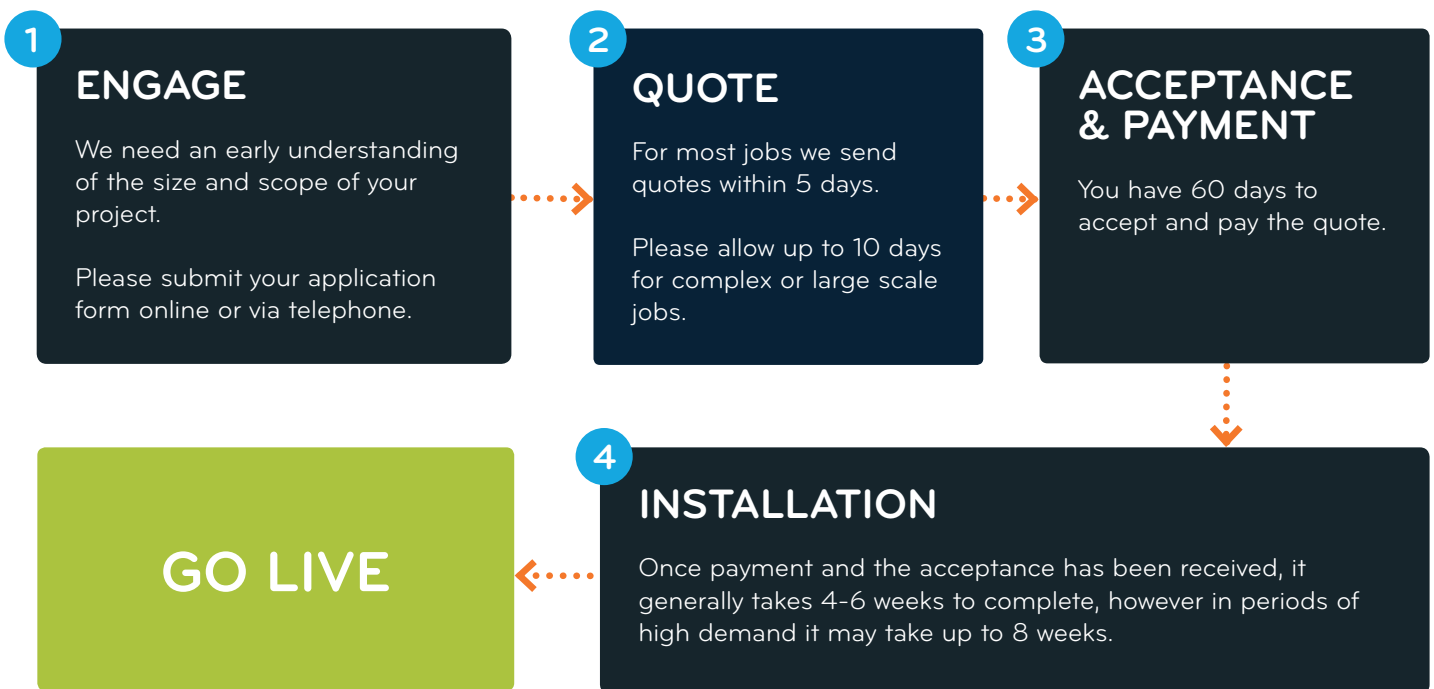 1
ENGAGE
We need an early understanding
of the size and scope of your
project.
Please submit your application
form online or via telephone.
2
QUOTE
For most jobs we send
quotes within 5 days.
Please allow up to 10 days
for complex or large scale
jobs.
3
ACCEPTANCE
& PAYMENT
You have 60 days to
accept and pay the quote.
4
INSTALLATION
Once payment and the acceptance has been received, it
generally takes 4-6 weeks to complete, however in periods of
high demand it may take up to 8 weeks.
GO LIVE